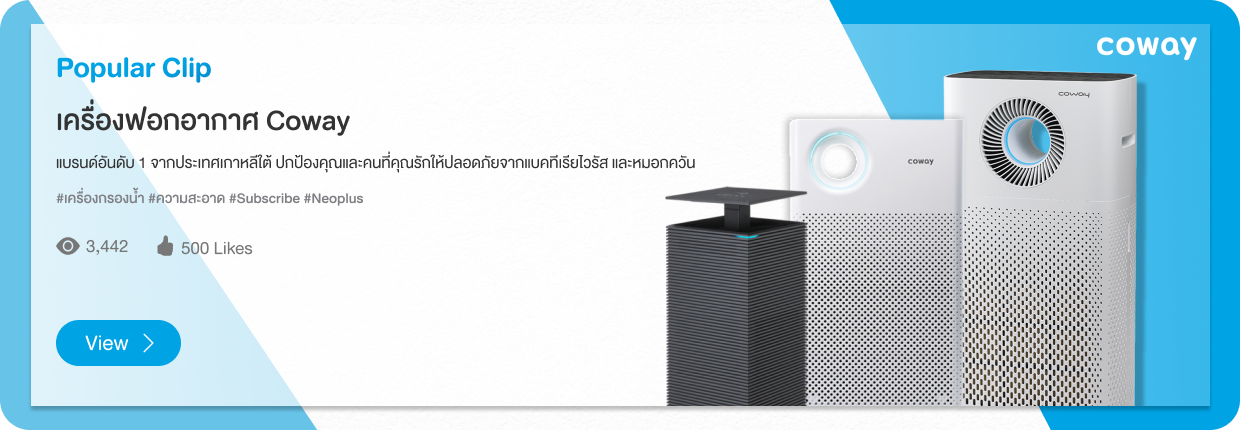 coway
Popular Clip
เครื่องฟอกอากาศ Coway
แบรนด์อันดับ 1 จากประเทศเกาหลีใต้ ปกป้องคุณและคนที่คุณรักให้ปลอดภัยจากแบคทีเรียไวรัส และหมอกควัน
#เครื่องกรองน้ำ #ความสะอาด #Subscribe #Neoplus
3,442 500 Likes
View
coway
coway